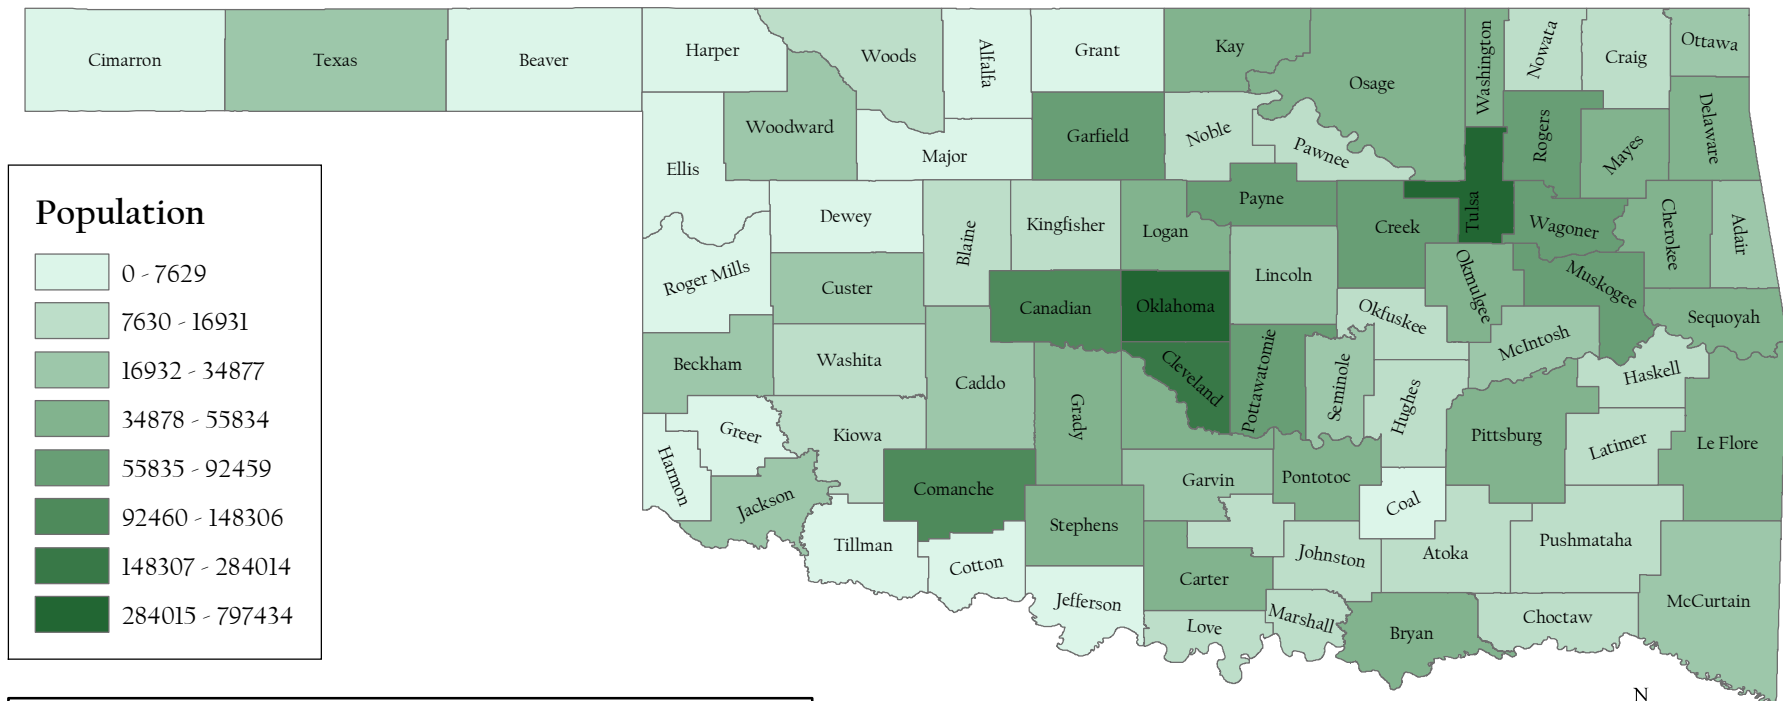 Cimarron
Texas
Beaver
Harper
Woods
Alfalfa
Grant
Kay
Osage
Washington
Nowata
Craig
Ottawa
Woodward
Ellis
Major
Garfield
Noble
Pawnee
Rogers
Mayes
Delaware
Population
0 - 7629
7630 - 16931
16932 - 34877
34878 - 55834
55835 - 92459
92460 - 148306
148307 - 284014
284015 - 797434
Dewey
Blaine
Kingfisher
Logan
Payne
Creek
Tulsa
Wagoner
Cherokee
Adair
Roger Mills
Custer
Canadian
Oklahoma
Lincoln
Okmulgee
Muskogee
Okfuskee
McIntosh
Sequoyah
Beckham
Washita
Caddo
Grady
Cleveland
Pottawatomie
Seminole
Hughes
Haskell
Pittsburg
Latimer
Le Flore
Greer
Harmon
Kiowa
Jackson
Comanche
Garvin
Pontotoc
Coal
Tillman
Cotton
Stephens
Johnston
Atoka
Pushmataha
Carter
Jefferson
Love
Marshall
Bryan
Choctaw
McCurtain
N